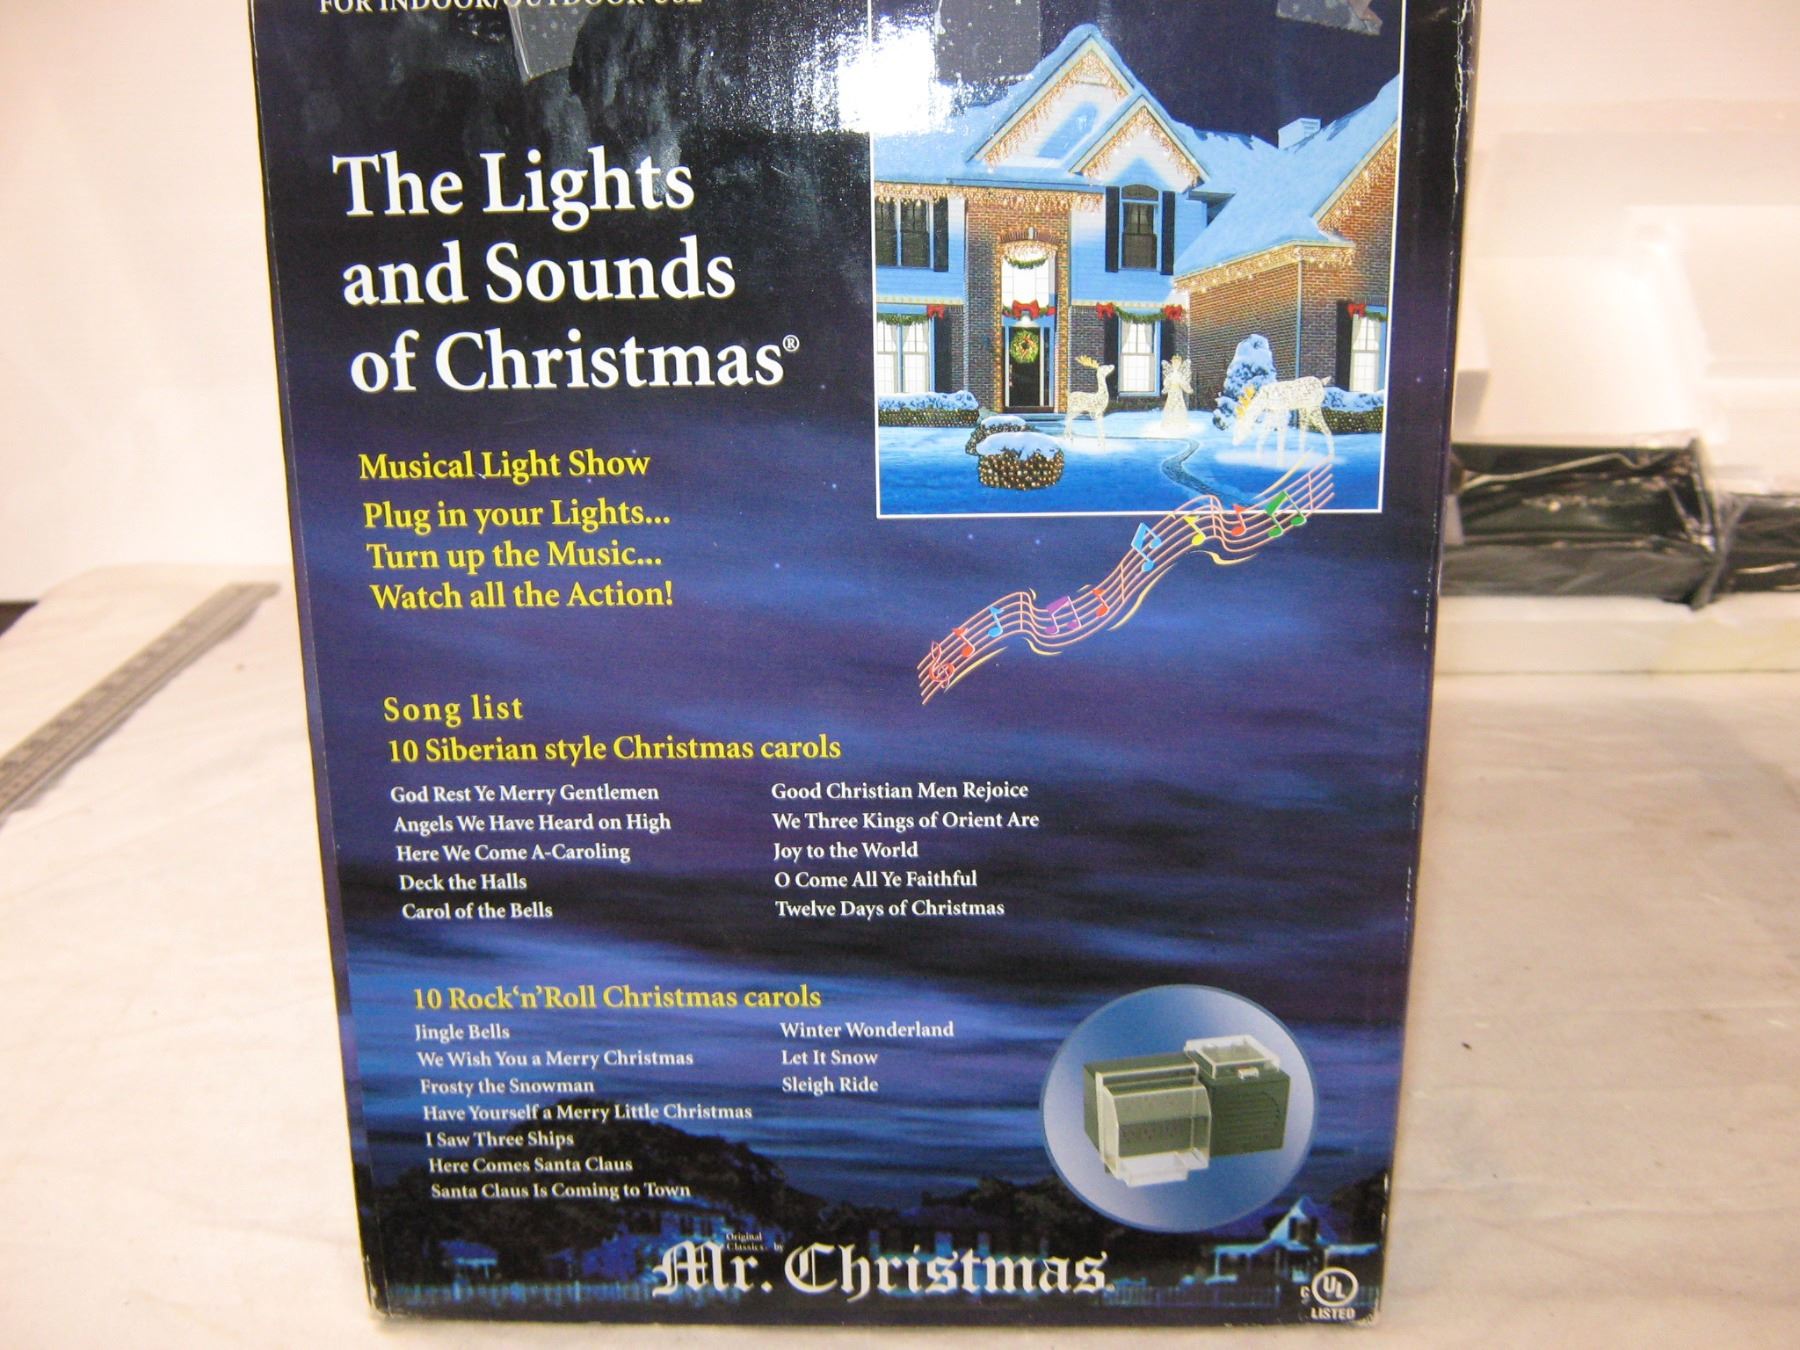 FOR INDOOR/OUTDOOR USE
The Lights
and Sounds
of Christmas®
Musical Light Show
Plug in your Lights...
Turn up the Music...
Watch all the Action!
Song list
10 Siberian style Christmas carols
God Rest Ye Merry Gentlemen
Angels We Have Heard on High
Here We Come A-Caroling
Deck the Halls
Carol of the Bells
Good Christian Men Rejoice
We Three Kings of Orient Are
Joy to the World
O Come All Ye Faithful
Twelve Days of Christmas
10 Rock‘n’Roll Christmas carols
Jingle Bells
We Wish You a Merry Christmas
Frosty the Snowman
Have Yourself a Merry Little Christmas
I Saw Three Ships
Here Comes Santa Claus
Santa Claus Is Coming to Town
Winter Wonderland
Let It Snow
Sleigh Ride
Original
Classics by
Mr. Christmas
C UL
LISTED